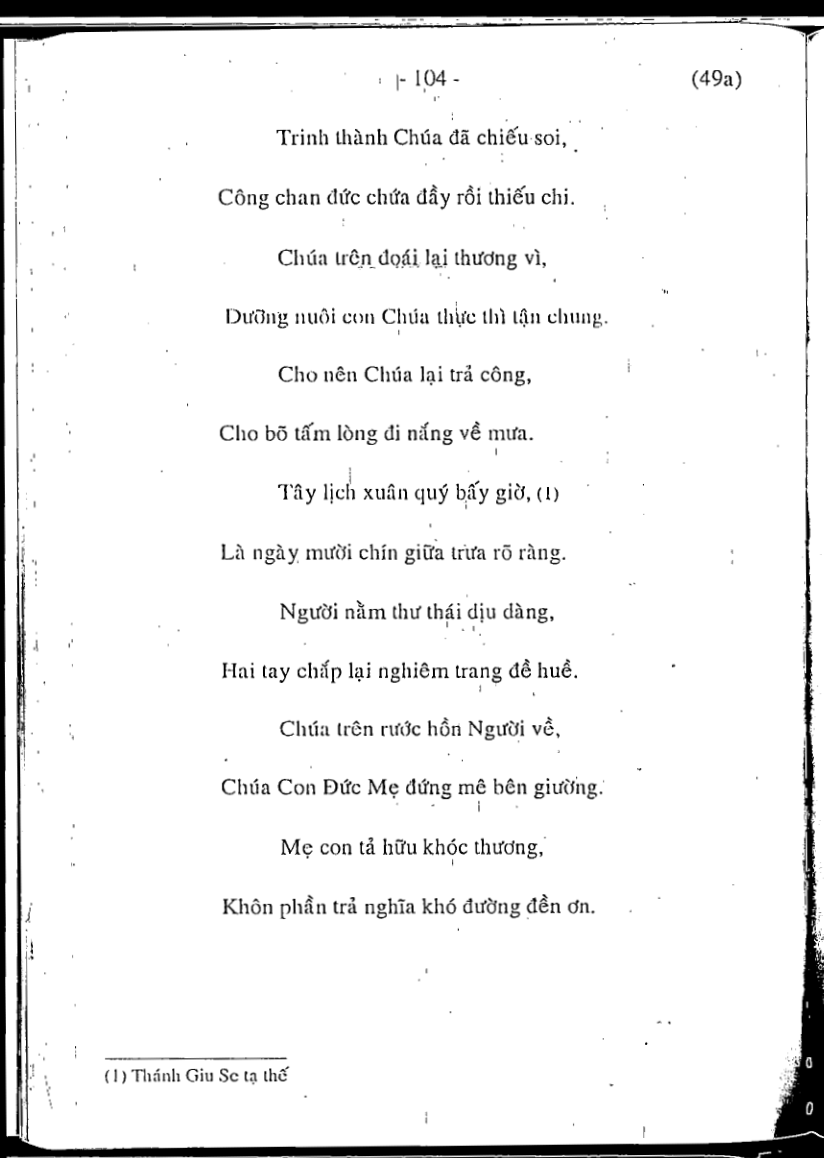 - 104 -
(49a)
Trinh thành Chúa đã chiếu soi,
Công chan đức chứa đầy rồi thiếu chi.
Chúa trên đoái lại thương vì,
Dưỡng nuôi con Chúa thực thì tận chung.
Cho nên Chúa lại trả công,
Cho bõ tấm lòng đi nắng về mưa.
Tây lịch xuân quý bấy giờ, (1)
Là ngày mười chín giữa trưa rõ ràng.
Người nằm thư thái dịu dàng,
Hai tay chắp lại nghiêm trang đề huề.
Chúa trên rước hồn Người về,
Chúa Con Đức Mẹ đứng mê bên giường.
Mẹ con tả hữu khóc thương,
Khôn phần trả nghĩa khó đường đền ơn.
(1) Thánh Giu Se tạ thế